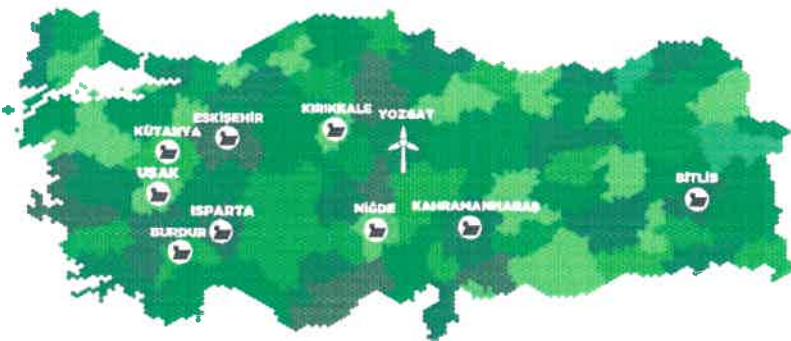 KIRIKKALE
YOZGAT
ESKİŞEHİR
KÜTAHYA
UŞAK
BİTLİS
ISPARTA
NİĞDE
KAHRAMANMARAŞ
BURDUR